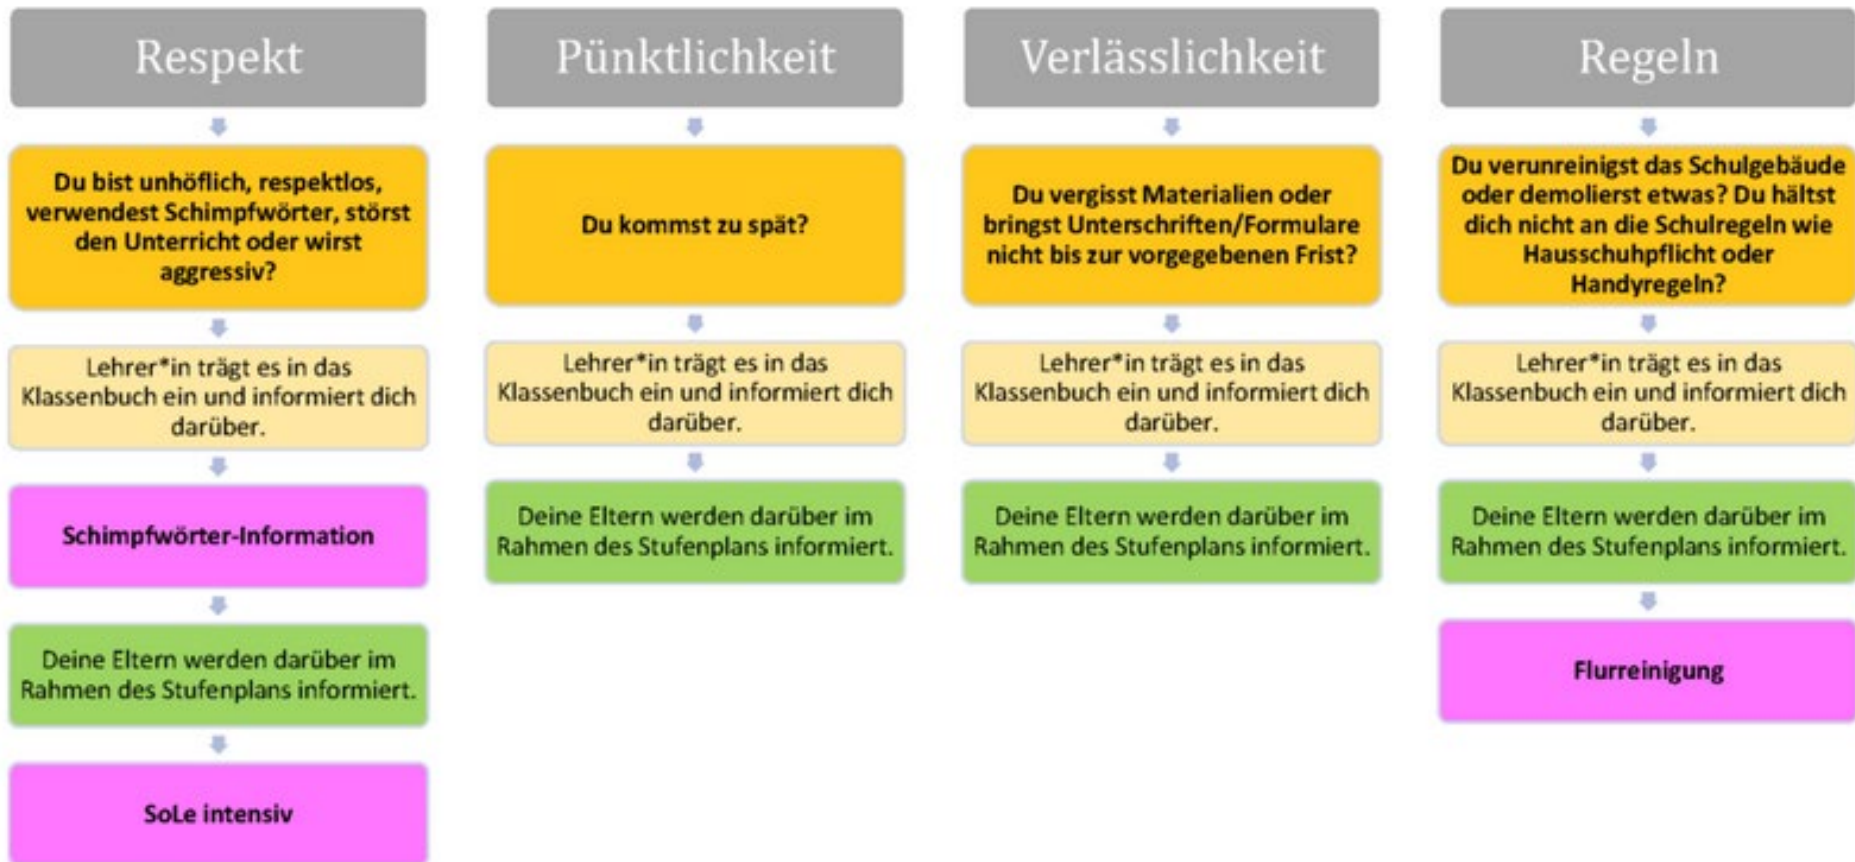 Respekt
Du bist unhöflich, respektlos,
verwendest Schimpfwörter, störst
den Unterricht oder wirst
aggressiv?
Lehrer*in trägt es in das
Klassenbuch ein und informiert dich
darüber.
Schimpfwörter-Information
Deine Eltern werden darüber im
Rahmen des Stufenplans informiert.
SoLe intensiv
Pünktlichkeit
Du kommst zu spät?
Lehrer*in trägt es in das
Klassenbuch ein und informiert dich
darüber.
Deine Eltern werden darüber im
Rahmen des Stufenplans informiert.
Verlässlichkeit
Du vergisst Materialien oder
bringst Unterschriften/Formulare
nicht bis zur vorgegebenen Frist?
Lehrer*in trägt es in das
Klassenbuch ein und informiert dich
darüber.
Deine Eltern werden darüber im
Rahmen des Stufenplans informiert.
Regeln
Du verunreinigst das Schulgebäude
oder demolierst etwas? Du hältst
dich nicht an die Schulregeln wie
Hausschuhpflicht oder
Handyregeln?
Lehrer*in trägt es in das
Klassenbuch ein und informiert dich
darüber.
Deine Eltern werden darüber im
Rahmen des Stufenplans informiert.
Flurreinigung